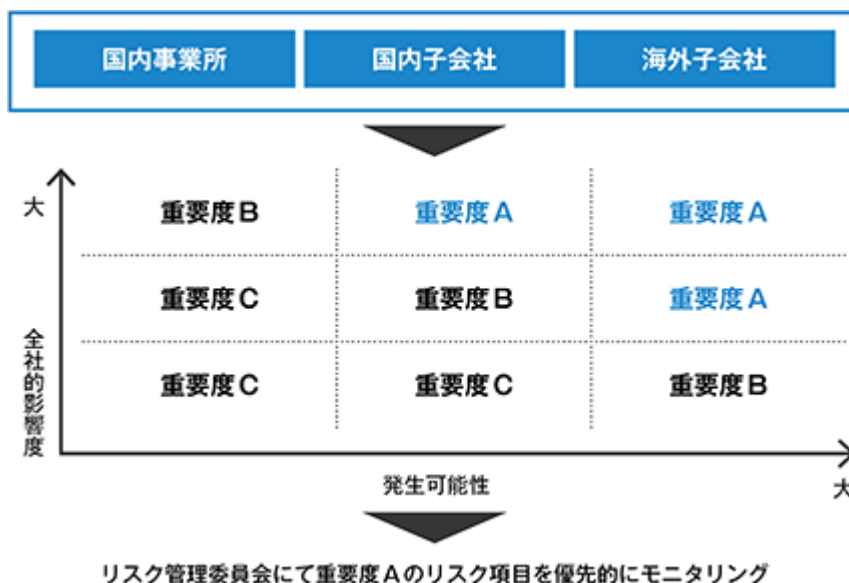 国内事業所 国内子会社 海外子会社
大
重要度B 重要度A 重要度A
重要度C 重要度B 重要度A
全社的影響度
重要度C 重要度C 重要度B
発生可能性
大
リスク管理委員会にて重要度Aのリスク項目を優先的にモニタリング